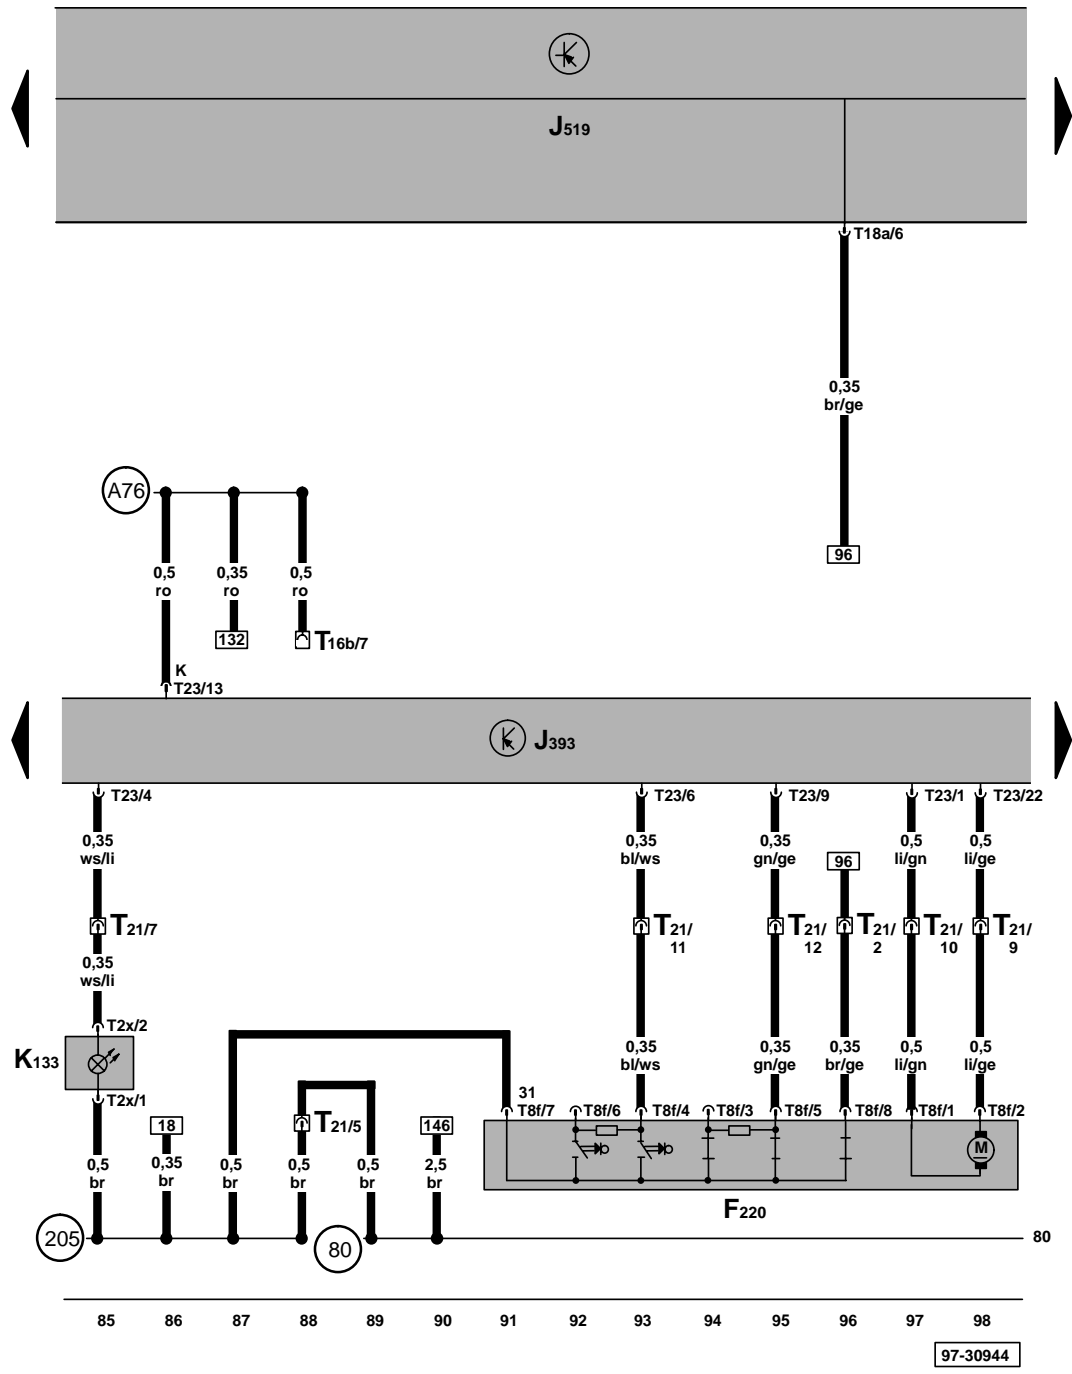 J519
T18a/6
0,35
br/ge
A76
0,5 0,35 0,5
ro ro ro
96
132 T16b/7
K
T23/13
J393
T23/4 T23/6 T23/9 T23/1 T23/22
0,35 0,35 0,35 0,5 0,5
ws/li bl/ws gn/ge 96 li/gn li/ge
T21/7 T21/11 T21/12 T21/2 T21/10 T21/9
0,35
ws/li
T2x/2
K133
0,35 0,35 0,35 0,5 0,5
bl/ws gn/ge br/ge li/gn li/ge
T2x/1
31
T8f/7 T8f/6 T8f/4 T8f/3 T8f/5 T8f/8 T8f/1 T8f/2
18 T21/5 146
M
0,5 0,35 0,5 0,5 0,5 2,5
br br br br br br
F220
205 80 80
85 86 87 88 89 90 91 92 93 94 95 96 97 98
97-30944